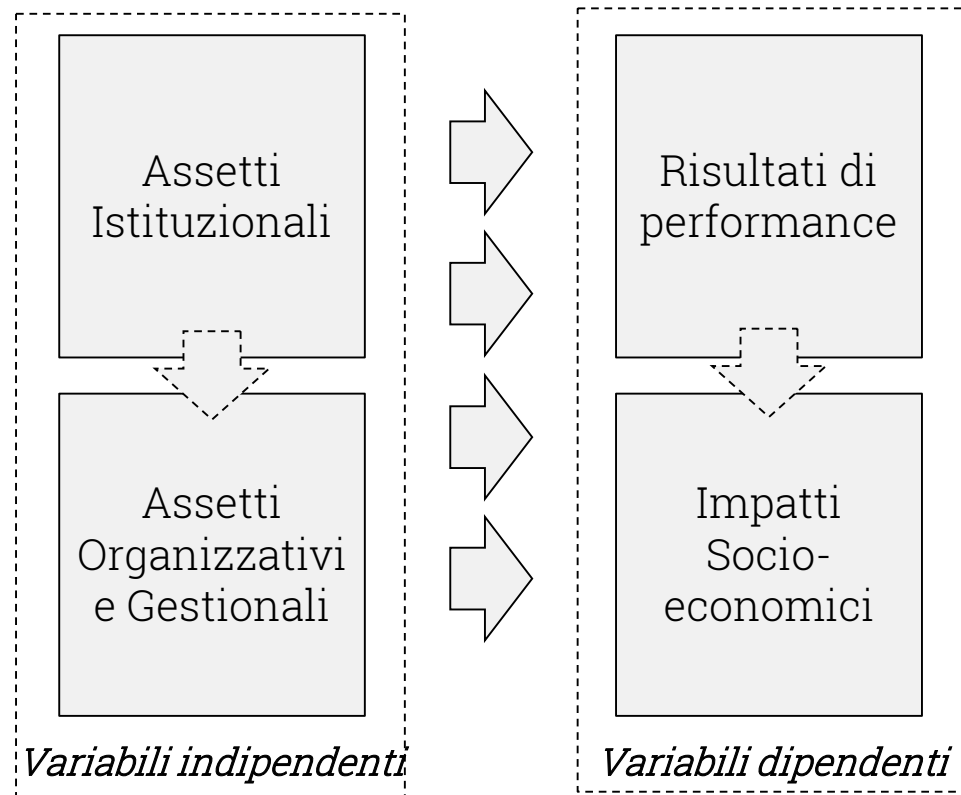 Assetti
Istituzionali
Risultati di
performance
Assetti
Organizzativi
e Gestionali
Impatti
Socio-
economici
Variabili indipendenti
Variabili dipendenti